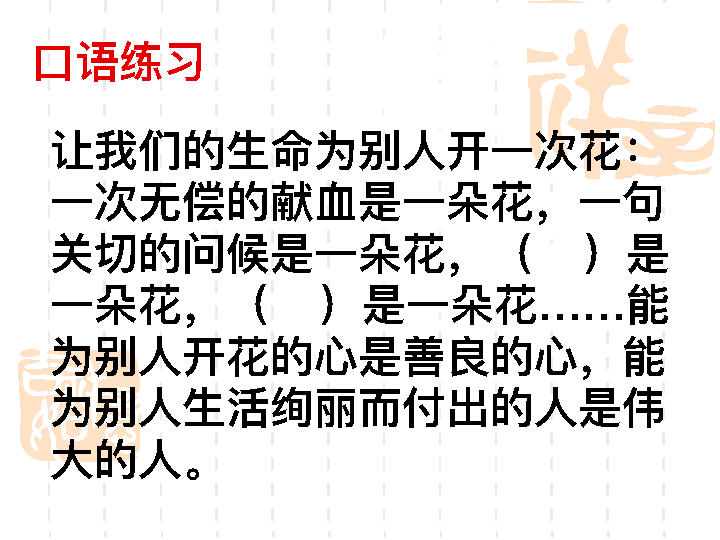 口语练习
让我们的生命为别人开一次花：
一次无偿的献血是一朵花，一句
关切的问候是一朵花，（　）是
一朵花，（　）是一朵花……能
为别人开花的心是善良的心，能
为别人生活绚丽而付出的人是伟
大的人。